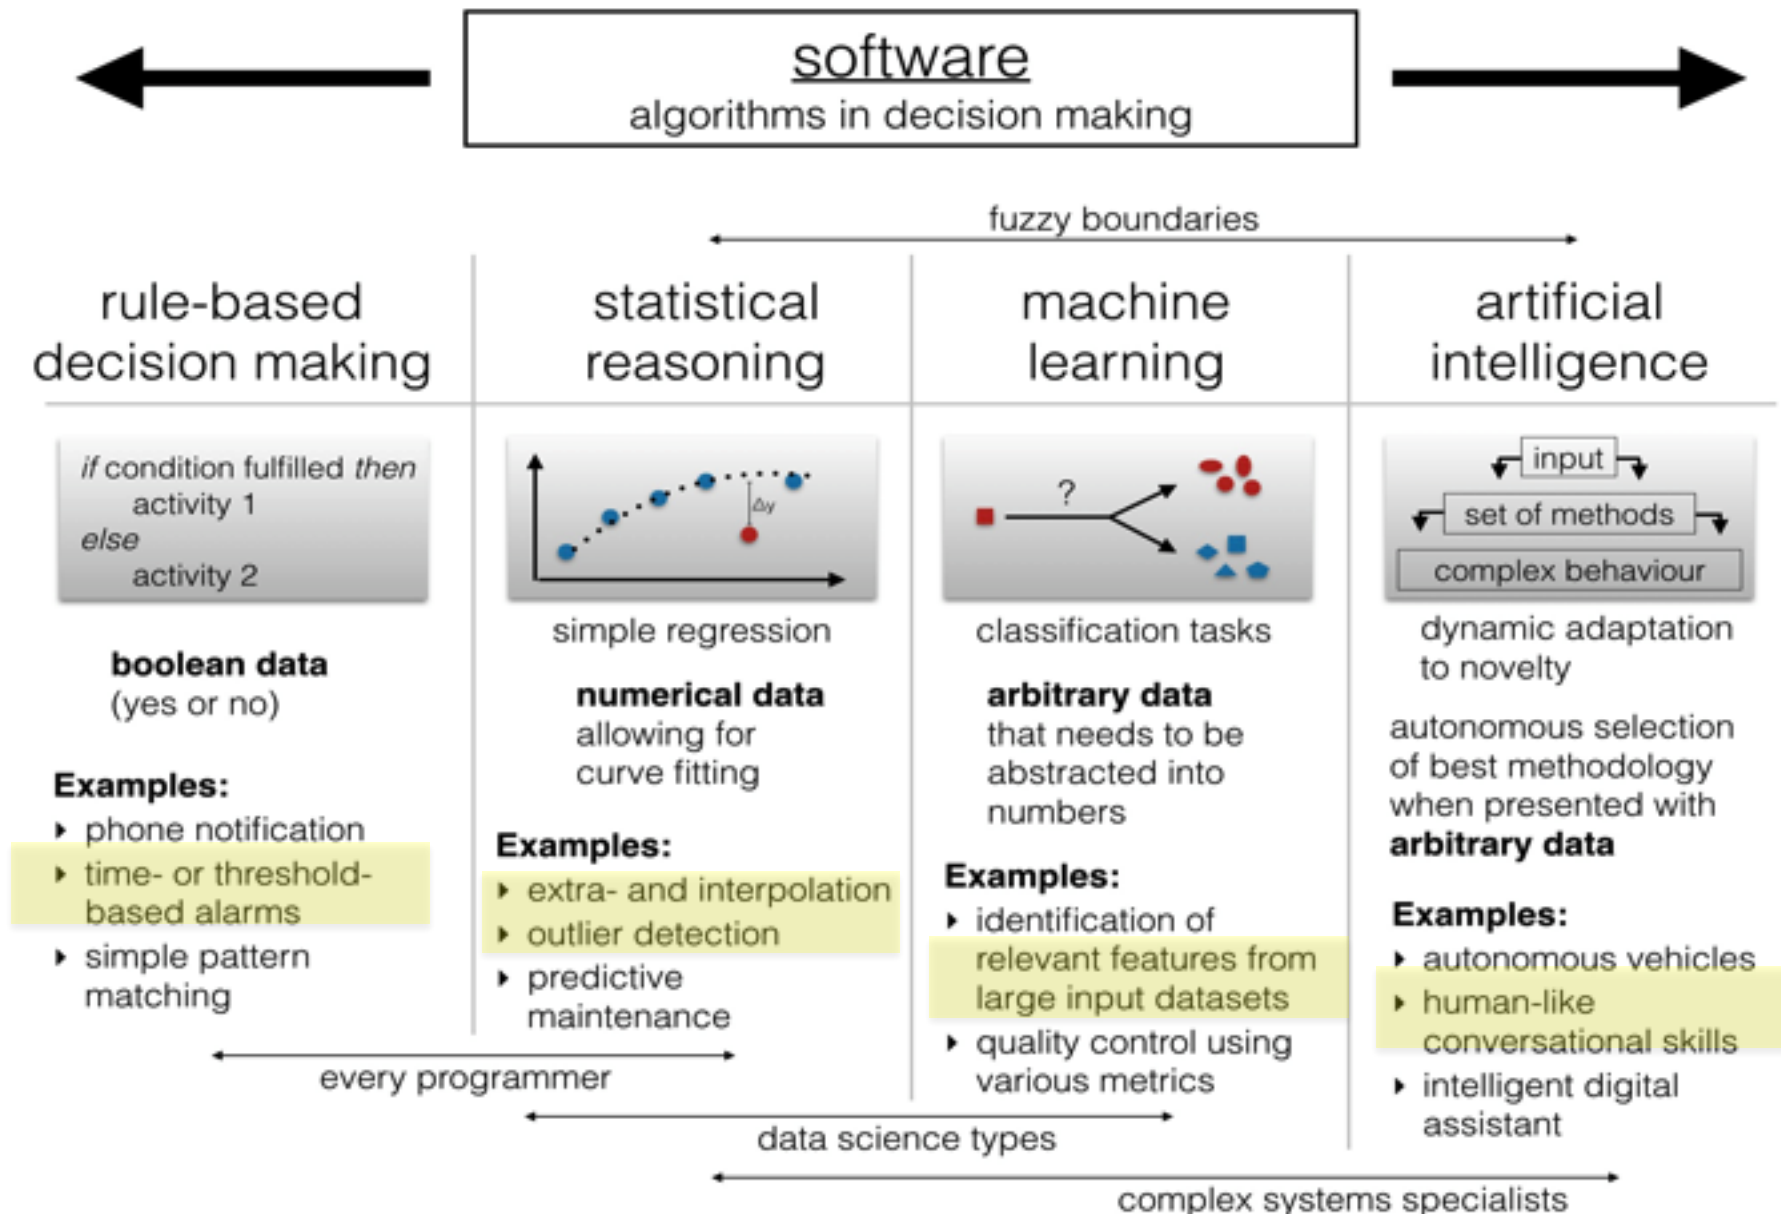 software
algorithms in decision making
fuzzy boundaries
rule-based
decision making
if condition fulfilled then
activity 1
else
activity 2
boolean data
(yes or no)
Examples:
‣ phone notification
‣ time- or threshold-
based alarms
‣ simple pattern
matching
statistical
reasoning
Δy
simple regression
numerical data
allowing for
curve fitting
Examples:
‣ extra- and interpolation
‣ outlier detection
‣ predictive
maintenance
machine
learning
?
classification tasks
arbitrary data
that needs to be
abstracted into
numbers
Examples:
‣ identification of
relevant features from
large input datasets
‣ quality control using
various metrics
artificial
intelligence
input
set of methods
complex behaviour
dynamic adaptation
to novelty
autonomous selection
of best methodology
when presented with
arbitrary data
Examples:
‣ autonomous vehicles
‣ human-like
conversational skills
‣ intelligent digital
assistant
every programmer
data science types
complex systems specialists